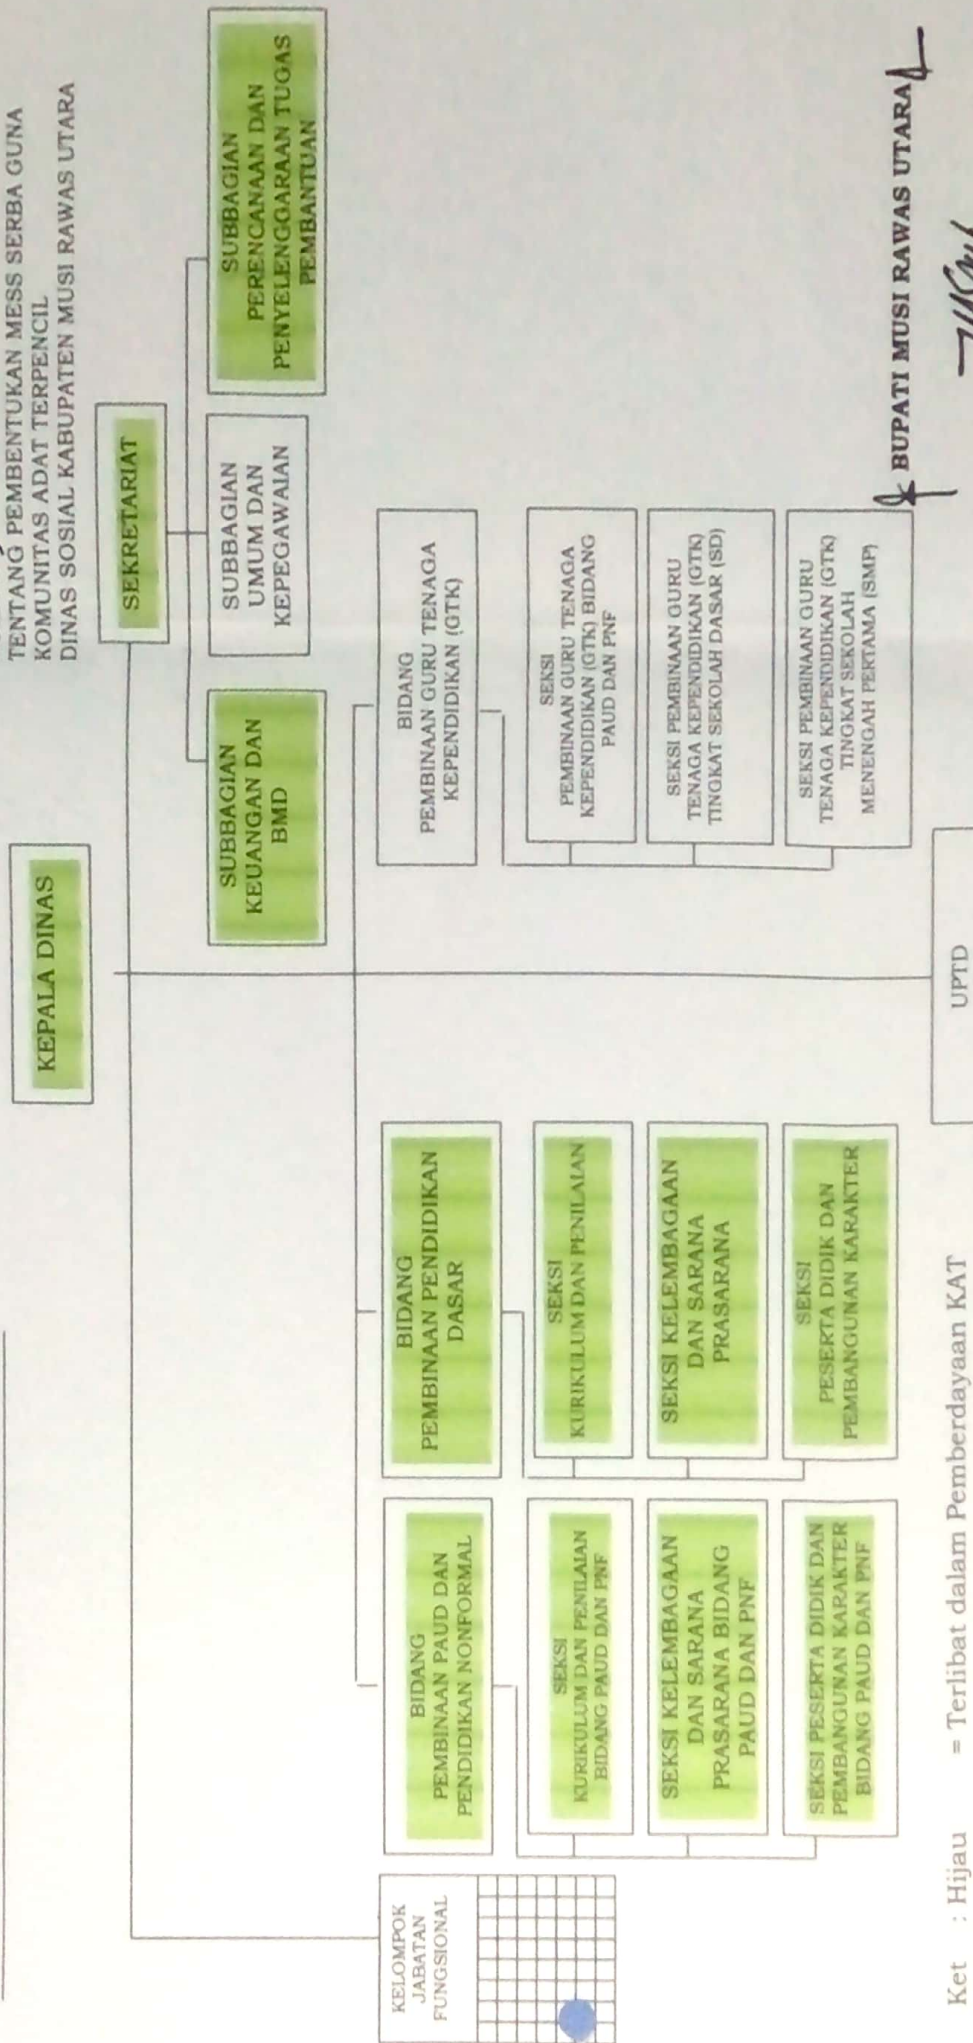 TENTANG PEMBENTUKAN MESS SERBA GUNA
KOMUNITAS ADAT TERPENCIL
DINAS SOSIAL KABUPATEN MUSI RAWAS UTARA
KEPALA DINAS
SEKRETARIAT
SUBBAGIAN
KEUANGAN DAN
BMD
SUBBAGIAN
UMUM DAN
KEPEGAWAIAN
SUBBAGIAN
PERENCANAAN DAN
PENYELENGGARAAN TUGAS
PEMBANTUAN
KELOMPOK
JABATAN
FUNGSIONAL
BIDANG
PEMBINAAN PAUD DAN
PENDIDIKAN NONFORMAL
SEKSI
KURIKULUM DAN PENILAIAN
BIDANG PAUD DAN PNF
SEKSI KELEMBAGAAN
DAN SARANA
PRASARANA BIDANG
PAUD DAN PNF
SEKSI PESERTA DIDIK DAN
PEMBANGUNAN KARAKTER
BIDANG PAUD DAN PNF
BIDANG
PEMBINAAN PENDIDIKAN
DASAR
SEKSI
KURIKULUM DAN PENILAIAN
SEKSI KELEMBAGAAN
DAN SARANA
PRASARANA
SEKSI
PESERTA DIDIK DAN
PEMBANGUNAN KARAKTER
BIDANG
PEMBINAAN GURU TENAGA
KEPENDIDIKAN (GTK)
SEKSI
PEMBINAAN GURU TENAGA
KEPENDIDIKAN (GTK) BIDANG
PAUD DAN PNF
SEKSI PEMBINAAN GURU
TENAGA KEPENDIDIKAN (GTK)
TINGKAT SEKOLAH DASAR (SD)
SEKSI PEMBINAAN GURU
TENAGA KEPENDIDIKAN (GTK)
TINGKAT SEKOLAH
MENENGAH PERTAMA (SMP)
UPTD
BUPATI MUSI RAWAS UTARA
Ket : Hijau = Terlibat dalam Pemberdayaan KAT